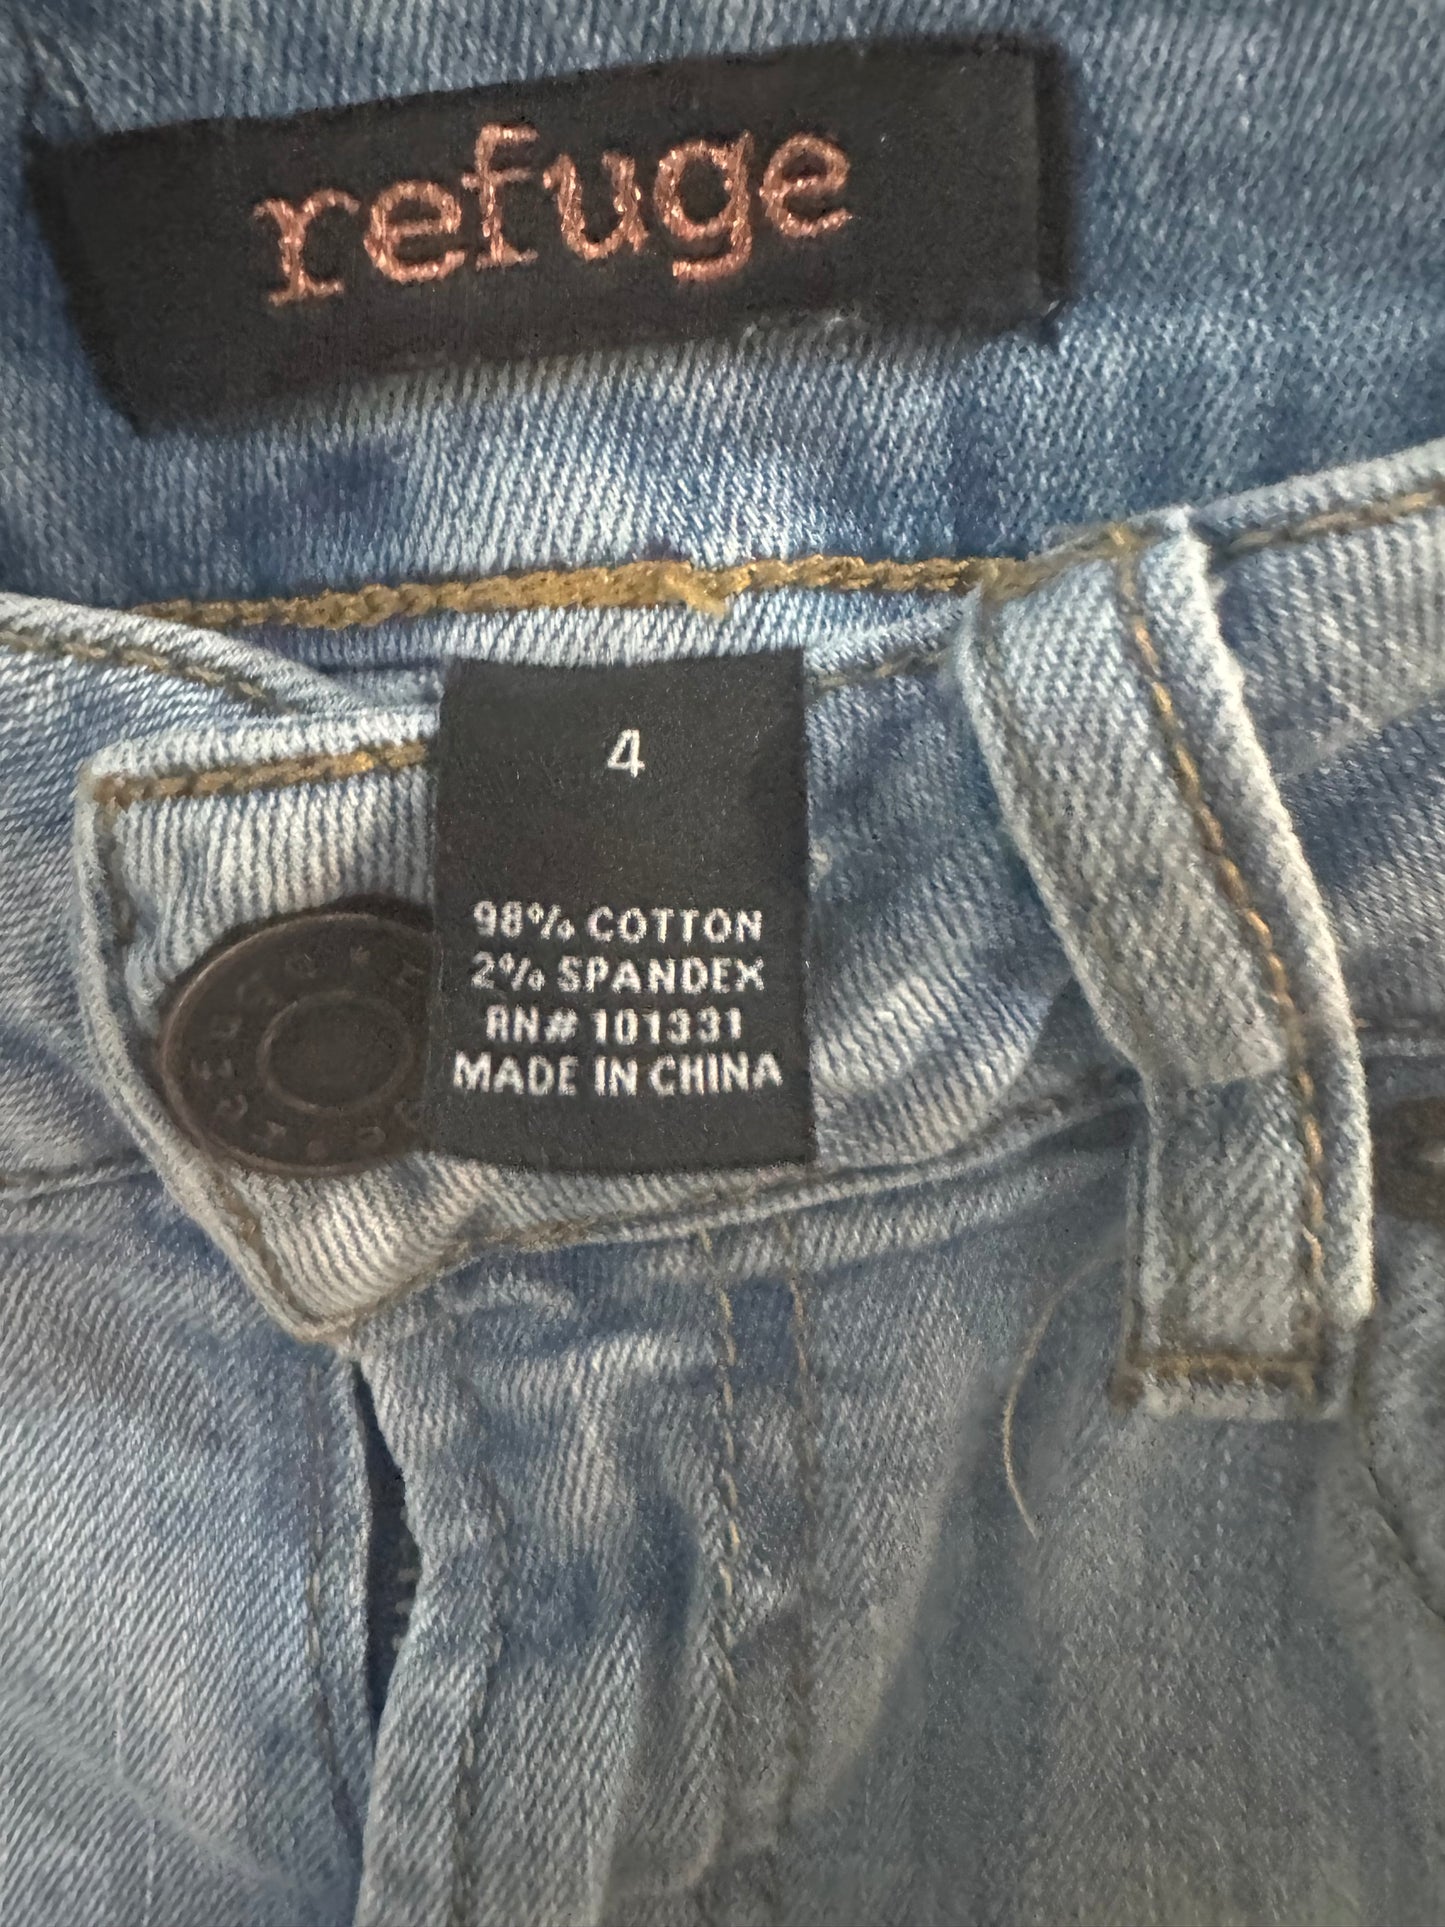 refuge
4
98% COTTON
2% SPANDEX
RN# 101331
MADE IN CHINA